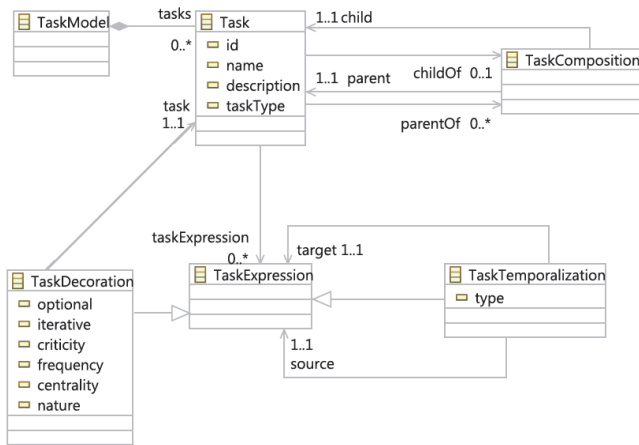 TaskModel
tasks
0..*
Task
id
name
description
taskType
1..1 child
childOf 0..1
1..1 parent
parentOf 0..*
TaskComposition
task
1..1
taskExpression
0..*
target 1..1
TaskDecoration
optional
iterative
criticity
frequency
centrality
nature
TaskExpression
TaskTemporalization
type
1..1
source